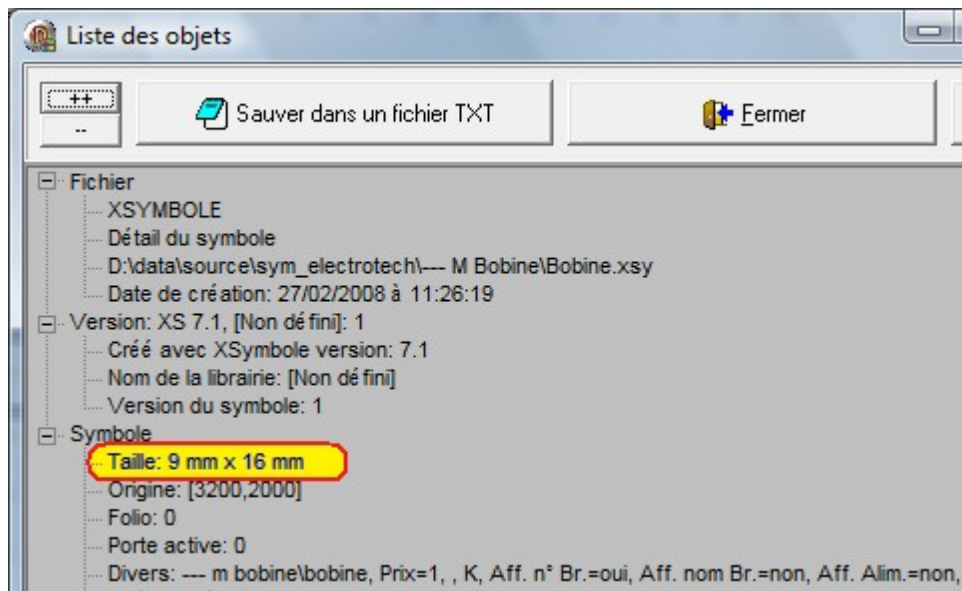 Liste des objets
++
--
Sauver dans un fichier TXT
Fermer
Fichier
XSYMBOLE
Détail du symbole
D:\data\source\sym_electrotech\--- M Bobine\Bobine.xsy
Date de création: 27/02/2008 à 11:26:19
Version: XS 7.1, [Non défini]: 1
Créé avec XSymbole version: 7.1
Nom de la librairie: [Non défini]
Version du symbole: 1
Symbole
Taille: 9 mm x 16 mm
Origine: [3200,2000]
Folio: 0
Porte active: 0
Divers: --- m bobine\bobine, Prix=1, , K, Aff. n° Br.=oui, Aff. nom Br.=non, Aff. Alim.=non,